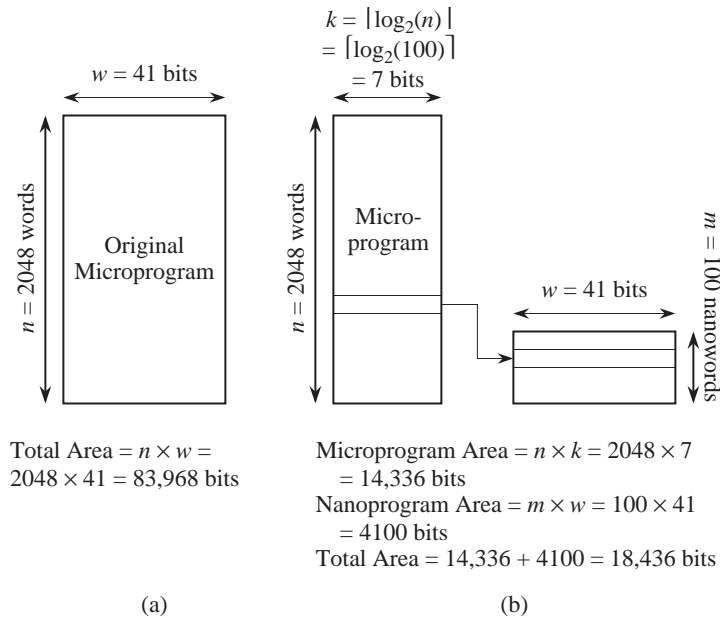 k = ⌈log₂(n)⌉
= ⌈log₂(100)⌉
= 7 bits
w = 41 bits
n = 2048 words
Original
Microprogram
n = 2048 words
Micro-
program
w = 41 bits
m = 100 nanowords
Total Area = n × w =
2048 × 41 = 83,968 bits
Microprogram Area = n × k = 2048 × 7
= 14,336 bits
Nanoprogram Area = m × w = 100 × 41
= 4100 bits
Total Area = 14,336 + 4100 = 18,436 bits
(a)
(b)